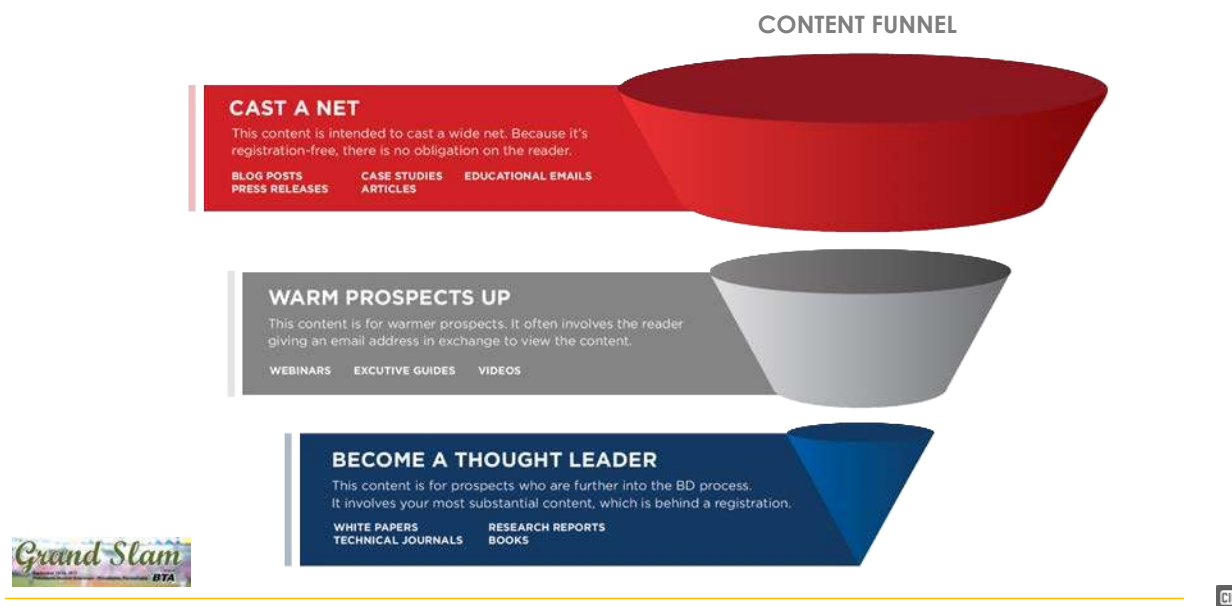 CONTENT FUNNEL
CAST A NET
This content is intended to cast a wide net. Because it's
registration-free, there is no obligation on the reader.
BLOG POSTS CASE STUDIES EDUCATIONAL EMAILS
PRESS RELEASES ARTICLES
WARM PROSPECTS UP
This content is for warmer prospects. It often involves the reader
giving an email address in exchange to view the content.
WEBINARS EXCUTIVE GUIDES VIDEOS
BECOME A THOUGHT LEADER
This content is for prospects who are further into the BD process.
It involves your most substantial content, which is behind a registration.
WHITE PAPERS RESEARCH REPORTS
TECHNICAL JOURNALS BOOKS
Grand Slam
BTA